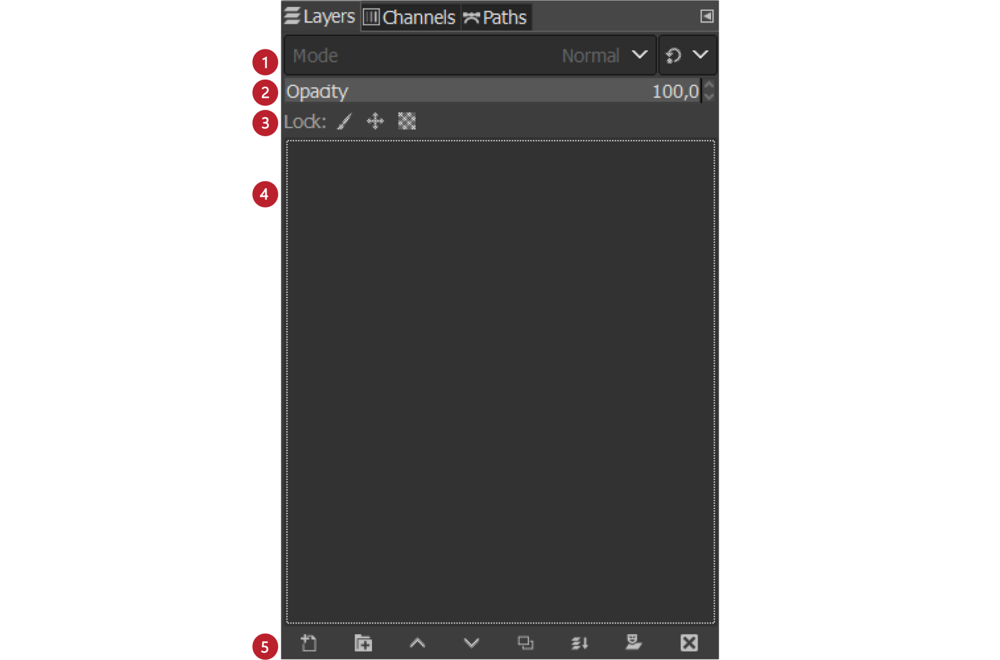 Layers Channels Paths
1 Mode Normal
2 Opacity 100,0
3 Lock:
4
5